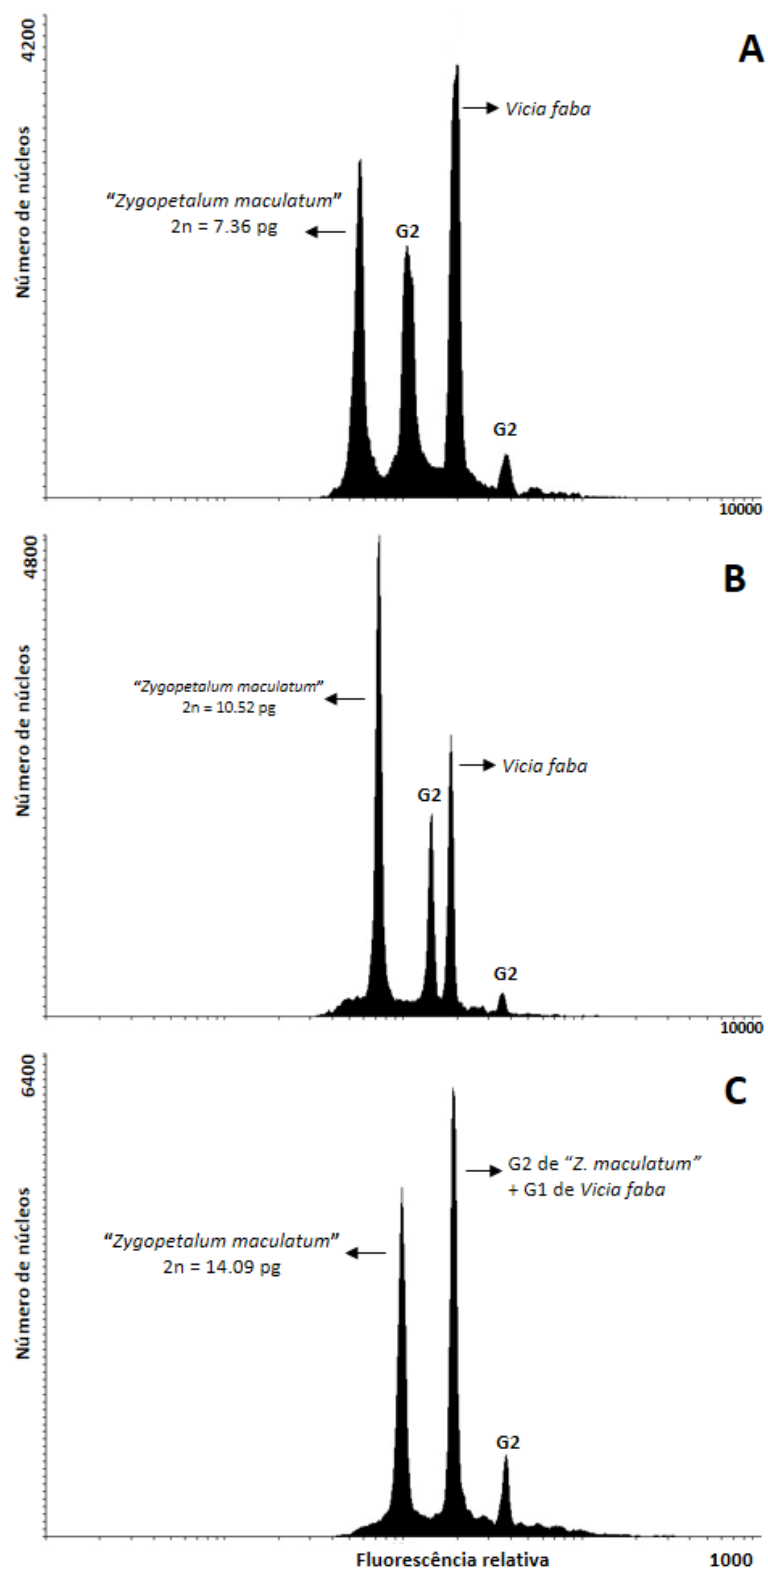 4200
A
Vicia faba
"Zygopetalum maculatum"
2n = 7.36 pg
G2
G2
Número de núcleos
10000
4800
B
"Zygopetalum maculatum"
2n = 10.52 pg
Vicia faba
G2
G2
Número de núcleos
10000
6400
C
G2 de "Z. maculatum"
+ G1 de Vicia faba
"Zygopetalum maculatum"
2n = 14.09 pg
G2
Número de núcleos
Fluorescência relativa
1000